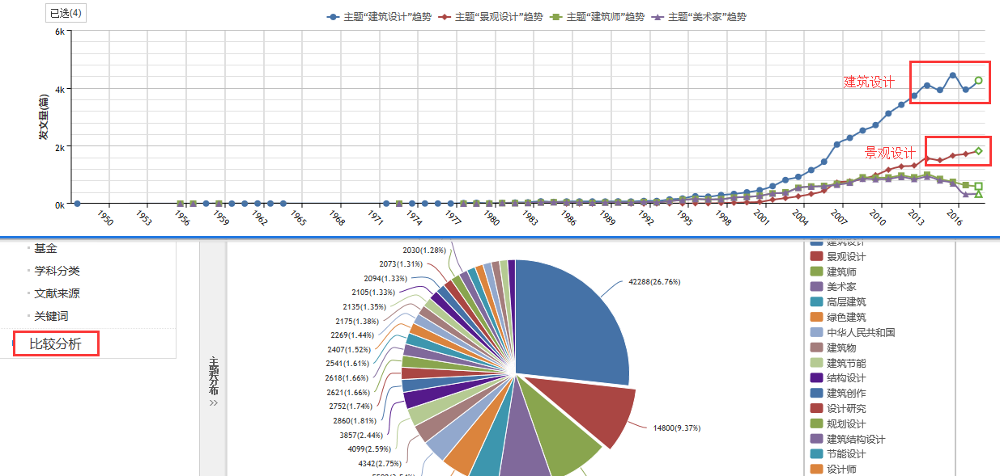 已选(4)
主题“建筑设计”趋势 主题“景观设计”趋势 主题“建筑师”趋势 主题“美术家”趋势
6k
4k
2k
0k
发文量(篇)
建筑设计
景观设计
1950 1953 1956 1959 1962 1965 1968 1971 1974 1977 1980 1983 1986 1989 1992 1995 1998 2001 2004 2007 2010 2013 2016
基金
学科分类
文献来源
关键词
比较分析
主题分布 >>
2030(1.28%)
2073(1.31%)
2094(1.33%)
2105(1.33%)
2135(1.35%)
2175(1.38%)
2269(1.44%)
2407(1.52%)
2541(1.61%)
2618(1.66%)
2621(1.66%)
2752(1.74%)
2860(1.81%)
3857(2.44%)
4099(2.59%)
4342(2.75%)
42288(26.76%)
14800(9.37%)
建筑设计
景观设计
建筑师
美术家
高层建筑
绿色建筑
中华人民共和国
建筑物
建筑节能
结构设计
建筑创作
设计研究
规划设计
建筑结构设计
节能设计
设计师